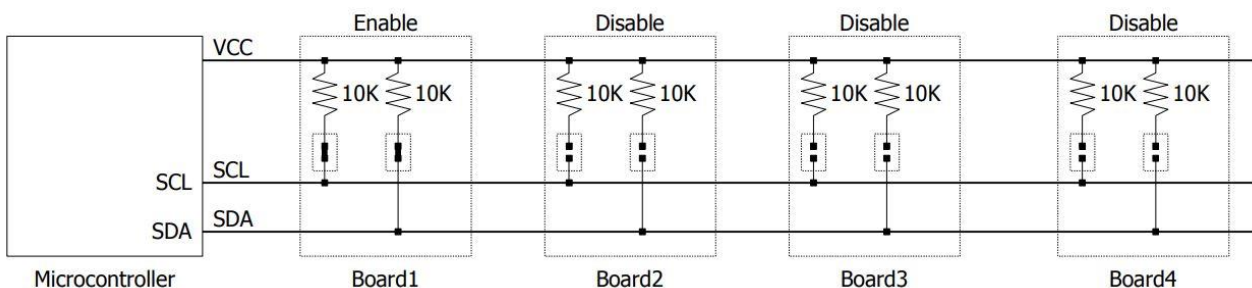 Enable Disable Disable Disable
VCC
10K 10K 10K 10K 10K 10K 10K 10K
SCL SCL
SDA SDA
Microcontroller Board1 Board2 Board3 Board4